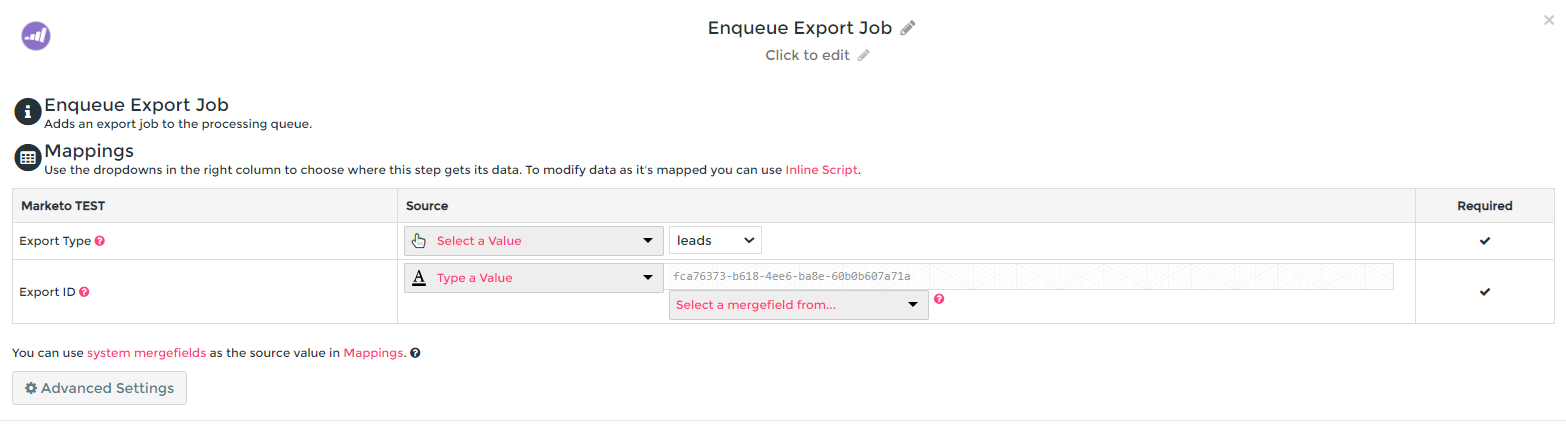 Enqueue Export Job
×
Click to edit
Enqueue Export Job
Adds an export job to the processing queue.
Mappings
Use the dropdowns in the right column to choose where this step gets its data. To modify data as it's mapped you can use Inline Script.
Marketo TEST Source Required
Export Type ? Select a Value leads ✔
Export ID ? A Type a Value fca76373-b618-4ee6-ba8e-60b0b607a71a ✔
Select a mergefield from... ?
You can use system mergefields as the source value in Mappings. ?
Advanced Settings